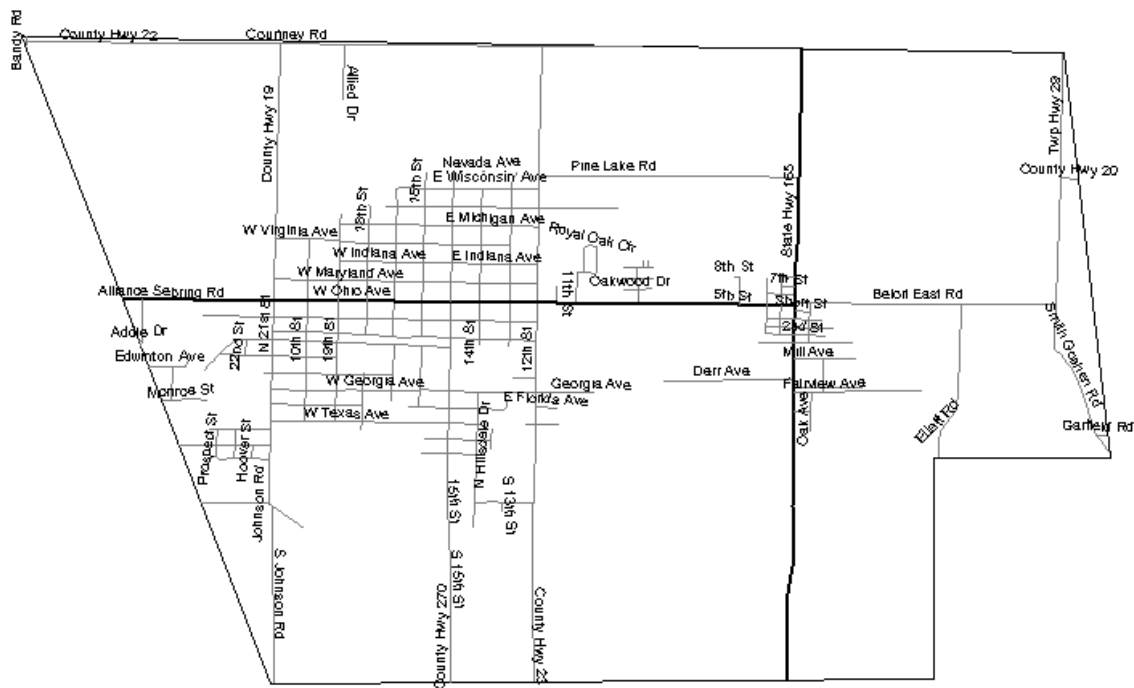 Bandy Rd
County Hwy 22
Courtney Rd
Allied Dr
County Hwy 19
Twp Hwy 29
State Hwy 165
Nevada Ave
E Wisconsin Ave
Pine Lake Rd
County Hwy 20
15th St
18th St
E Michigan Ave
Royal Oak Cir
W Virginia Ave
W Indiana Ave
E Indiana Ave
W Maryland Ave
11th St
Oakwood Dr
8th St
7th St
Alliance Sebring Rd
W Ohio Ave
5th St
Beloit East Rd
2nd St
Addie Dr
N 21st St
22nd St
10th St
19th St
14th St
12th St
Smith Goshen Rd
Edwinton Ave
Mill Ave
Monroe St
W Georgia Ave
Georgia Ave
Derr Ave
Fairview Ave
E Florida Ave
W Texas Ave
Oak Ave
Ellett Rd
Garfield Rd
Prospect St
Hoover St
N Hillsdale Dr
Johnson Rd
15th St
S 13th St
S Johnson Rd
S 15th St
County Hwy 270
County Hwy 23